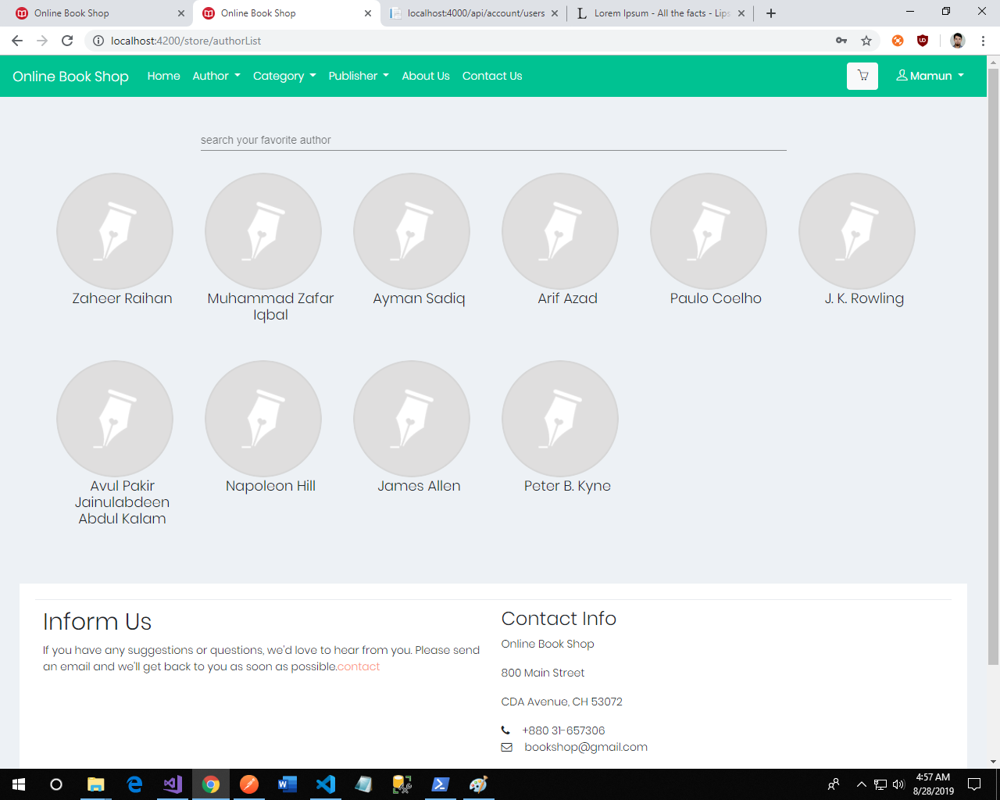 Online Book Shop
Online Book Shop
localhost:4000/api/account/users
Lorem Ipsum - All the facts - Lips
localhost:4200/store/authorList
Online Book Shop Home Author Category Publisher About Us Contact Us Mamun
search your favorite author
Zaheer Raihan
Muhammad Zafar
Iqbal
Ayman Sadiq
Arif Azad
Paulo Coelho
J. K. Rowling
Avul Pakir
Jainulabdeen
Abdul Kalam
Napoleon Hill
James Allen
Peter B. Kyne
Inform Us
If you have any suggestions or questions, we'd love to hear from you. Please send
an email and we'll get back to you as soon as possible.contact
Contact Info
Online Book Shop
800 Main Street
CDA Avenue, CH 53072
+880 31-657306
bookshop@gmail.com
4:57 AM
8/28/2019